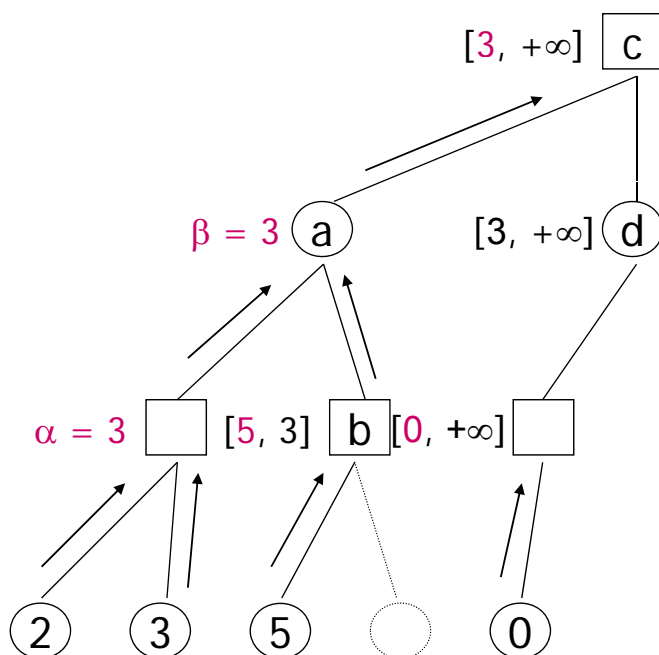 [3, +∞] c
β = 3 a [3, +∞] d
α = 3 [5, 3] b [0, +∞]
2 3 5 0